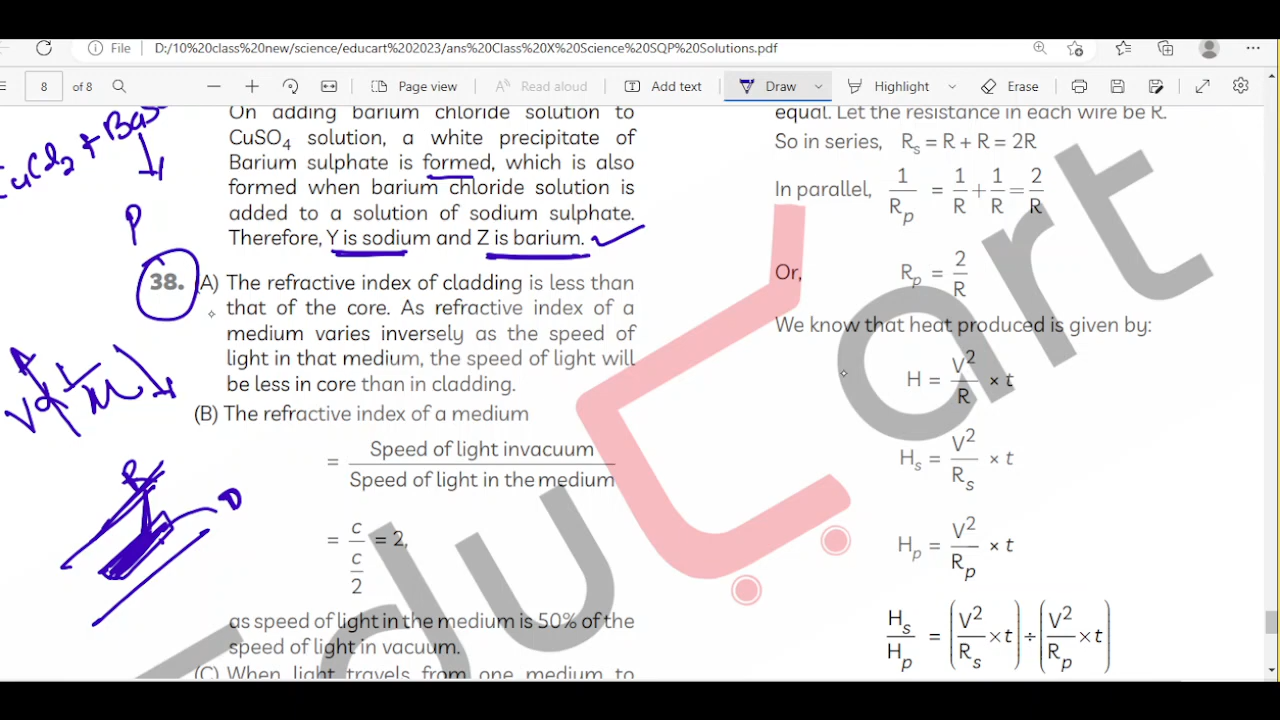 File
D:/10%20class%20new/science/educart%202023/ans%20Class%20X%20Science%20SQP%20Solutions.pdf
8 of 8
Page view
Read aloud
Add text
Draw
Highlight
Erase
On adding barium chloride solution to
CuSO4 solution, a white precipitate of
Barium sulphate is formed, which is also
formed when barium chloride solution is
added to a solution of sodium sulphate.
Therefore, Y is sodium and Z is barium.
P
38. (A) The refractive index of cladding is less than
that of the core. As refractive index of a
medium varies inversely as the speed of
light in that medium, the speed of light will
be less in core than in cladding.
(B) The refractive index of a medium
= Speed of light invacuum / Speed of light in the medium
= c / (c/2) = 2,
as speed of light in the medium is 50% of the
speed of light in vacuum.
(C) When light travels from one medium to
equal. Let the resistance in each wire be R.
So in series, Rs = R + R = 2R
In parallel, 1/Rp = 1/R + 1/R = 2/R
Or, Rp = 2/R
We know that heat produced is given by:
H = V²/R × t
Hs = V²/Rs × t
Hp = V²/Rp × t
Hs/Hp = (V²/Rs × t) ÷ (V²/Rp × t)
Educart